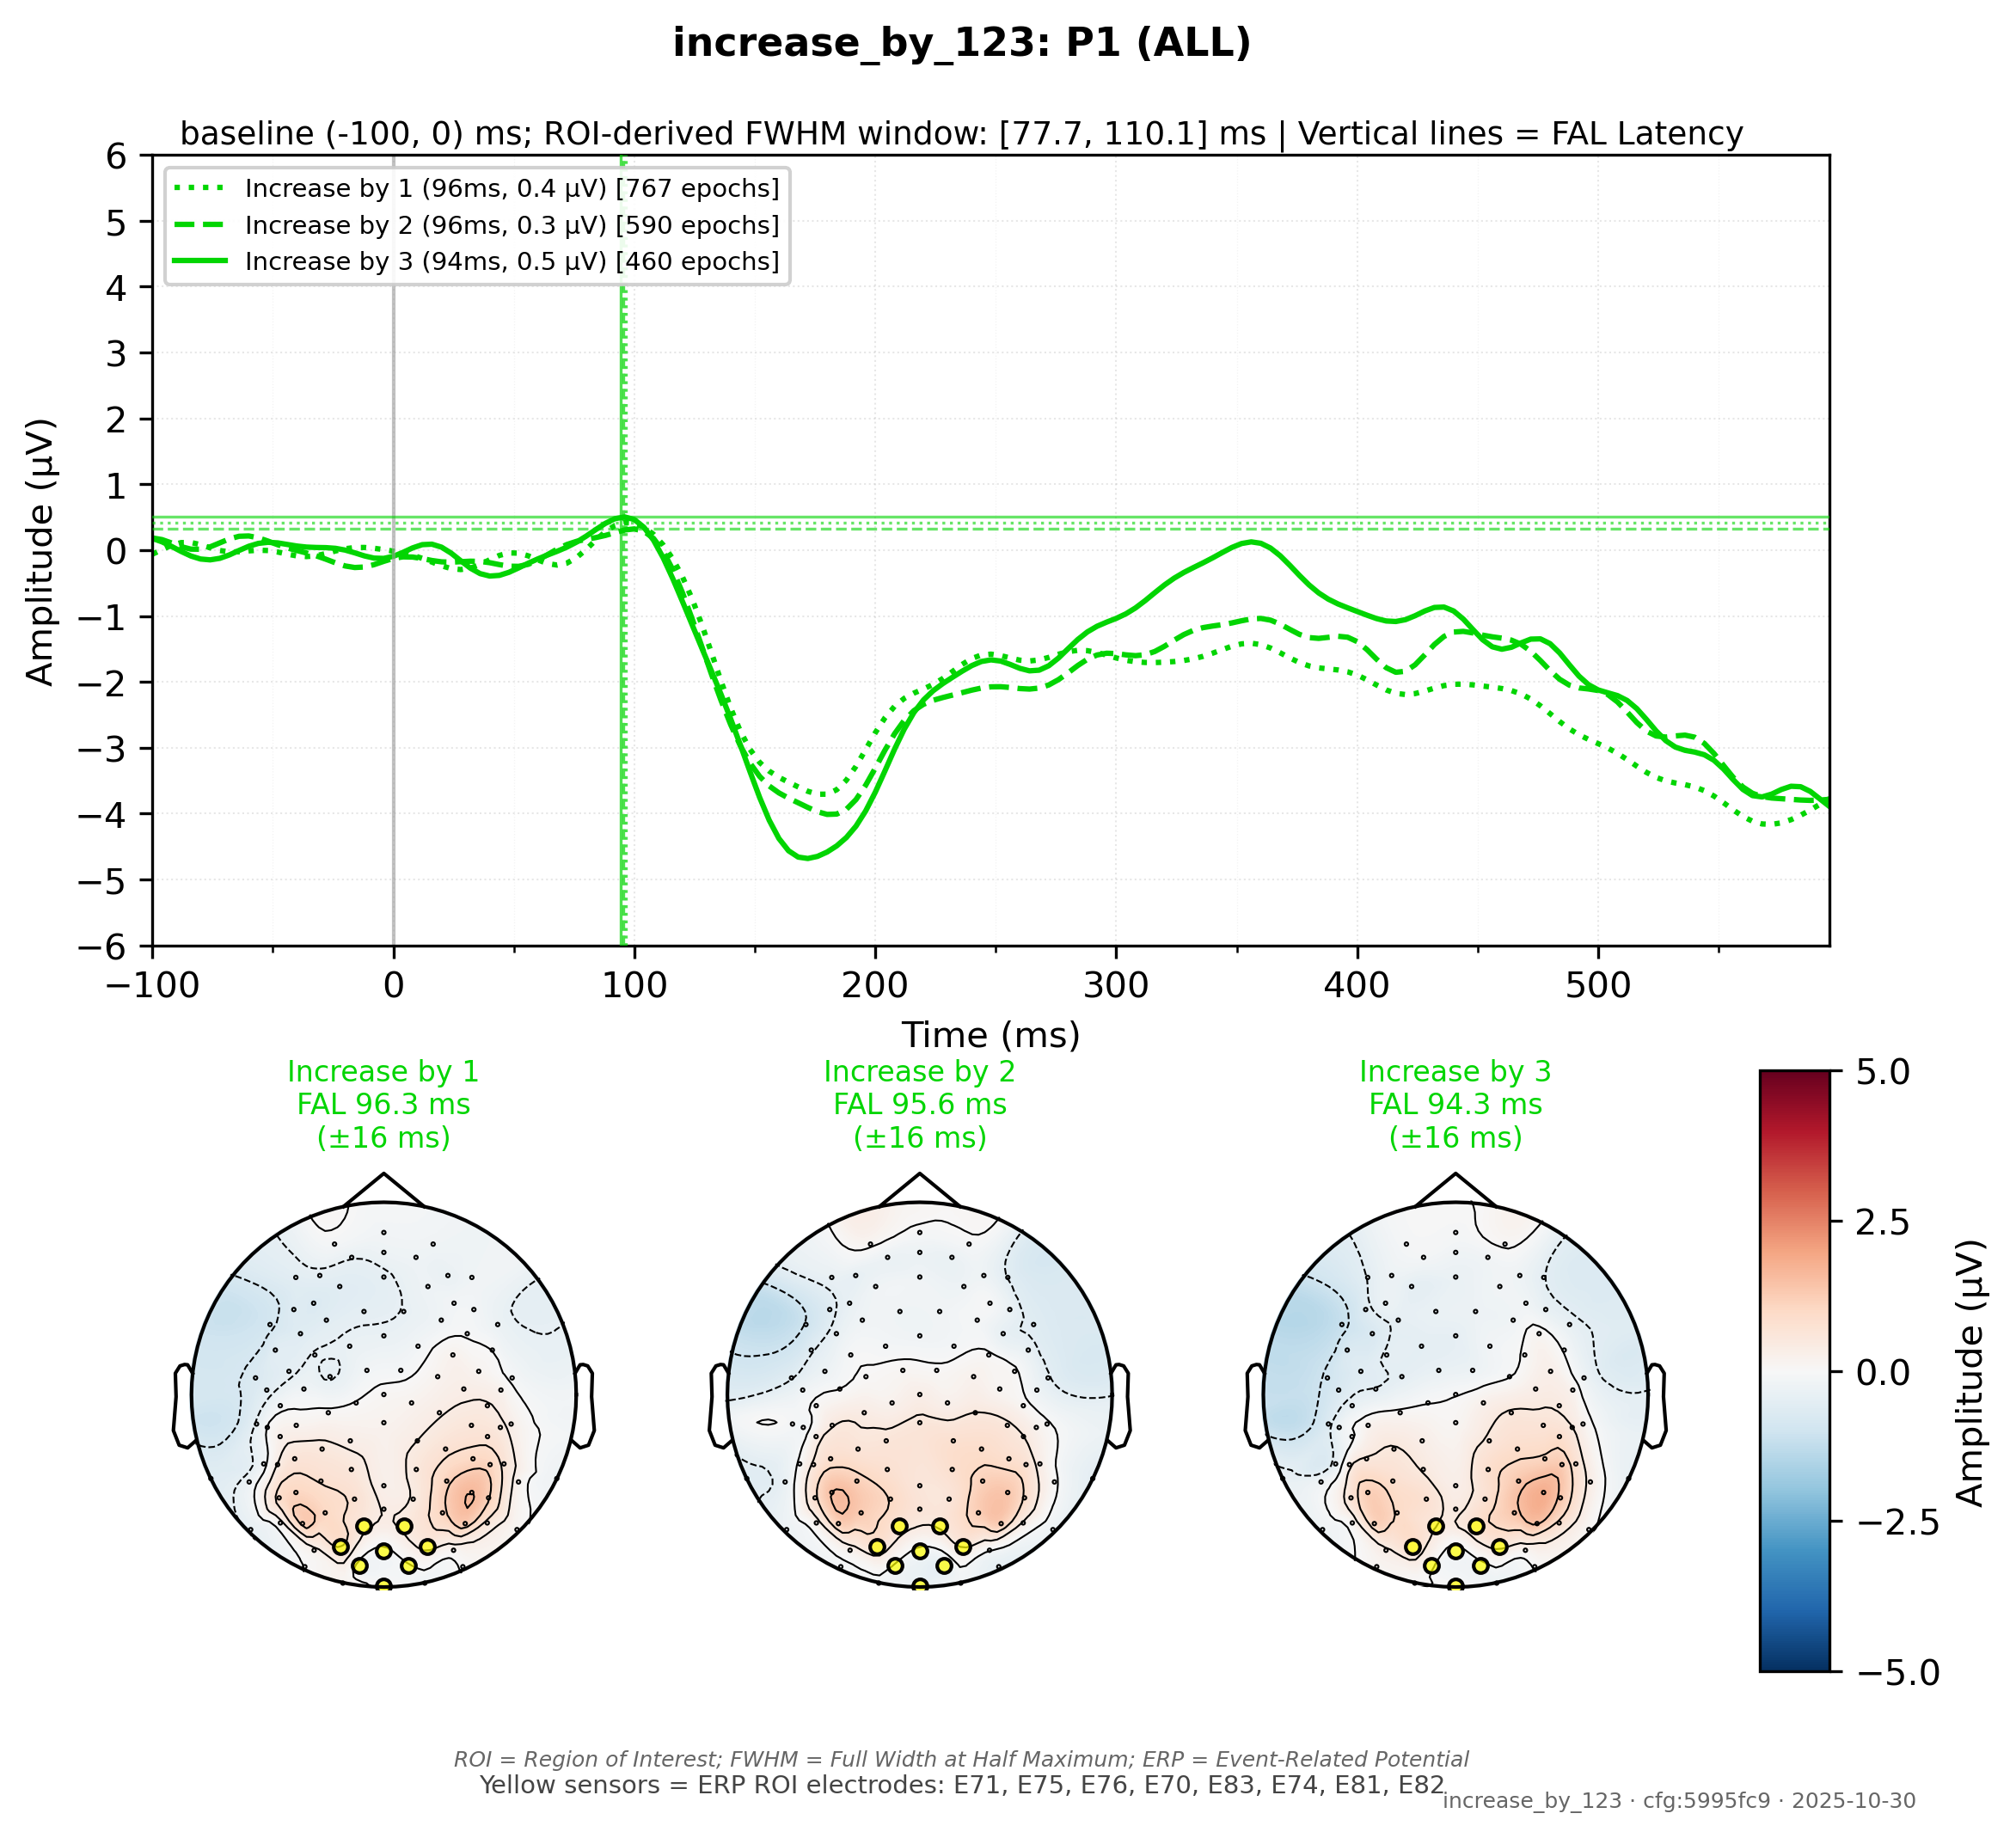 increase_by_123: P1 (ALL)
baseline (-100, 0) ms; ROI-derived FWHM window: [77.7, 110.1] ms | Vertical lines = FAL Latency
Increase by 1 (96ms, 0.4 µV) [767 epochs]
Increase by 2 (96ms, 0.3 µV) [590 epochs]
Increase by 3 (94ms, 0.5 µV) [460 epochs]
6
5
4
3
2
1
0
−1
−2
−3
−4
−5
−6
Amplitude (µV)
−100 0 100 200 300 400 500
Time (ms)
Increase by 1
FAL 96.3 ms
(±16 ms)
Increase by 2
FAL 95.6 ms
(±16 ms)
Increase by 3
FAL 94.3 ms
(±16 ms)
5.0
2.5
0.0
−2.5
−5.0
Amplitude (µV)
ROI = Region of Interest; FWHM = Full Width at Half Maximum; ERP = Event-Related Potential
Yellow sensors = ERP ROI electrodes: E71, E75, E76, E70, E83, E74, E81, E82
increase_by_123 · cfg:5995fc9 · 2025-10-30